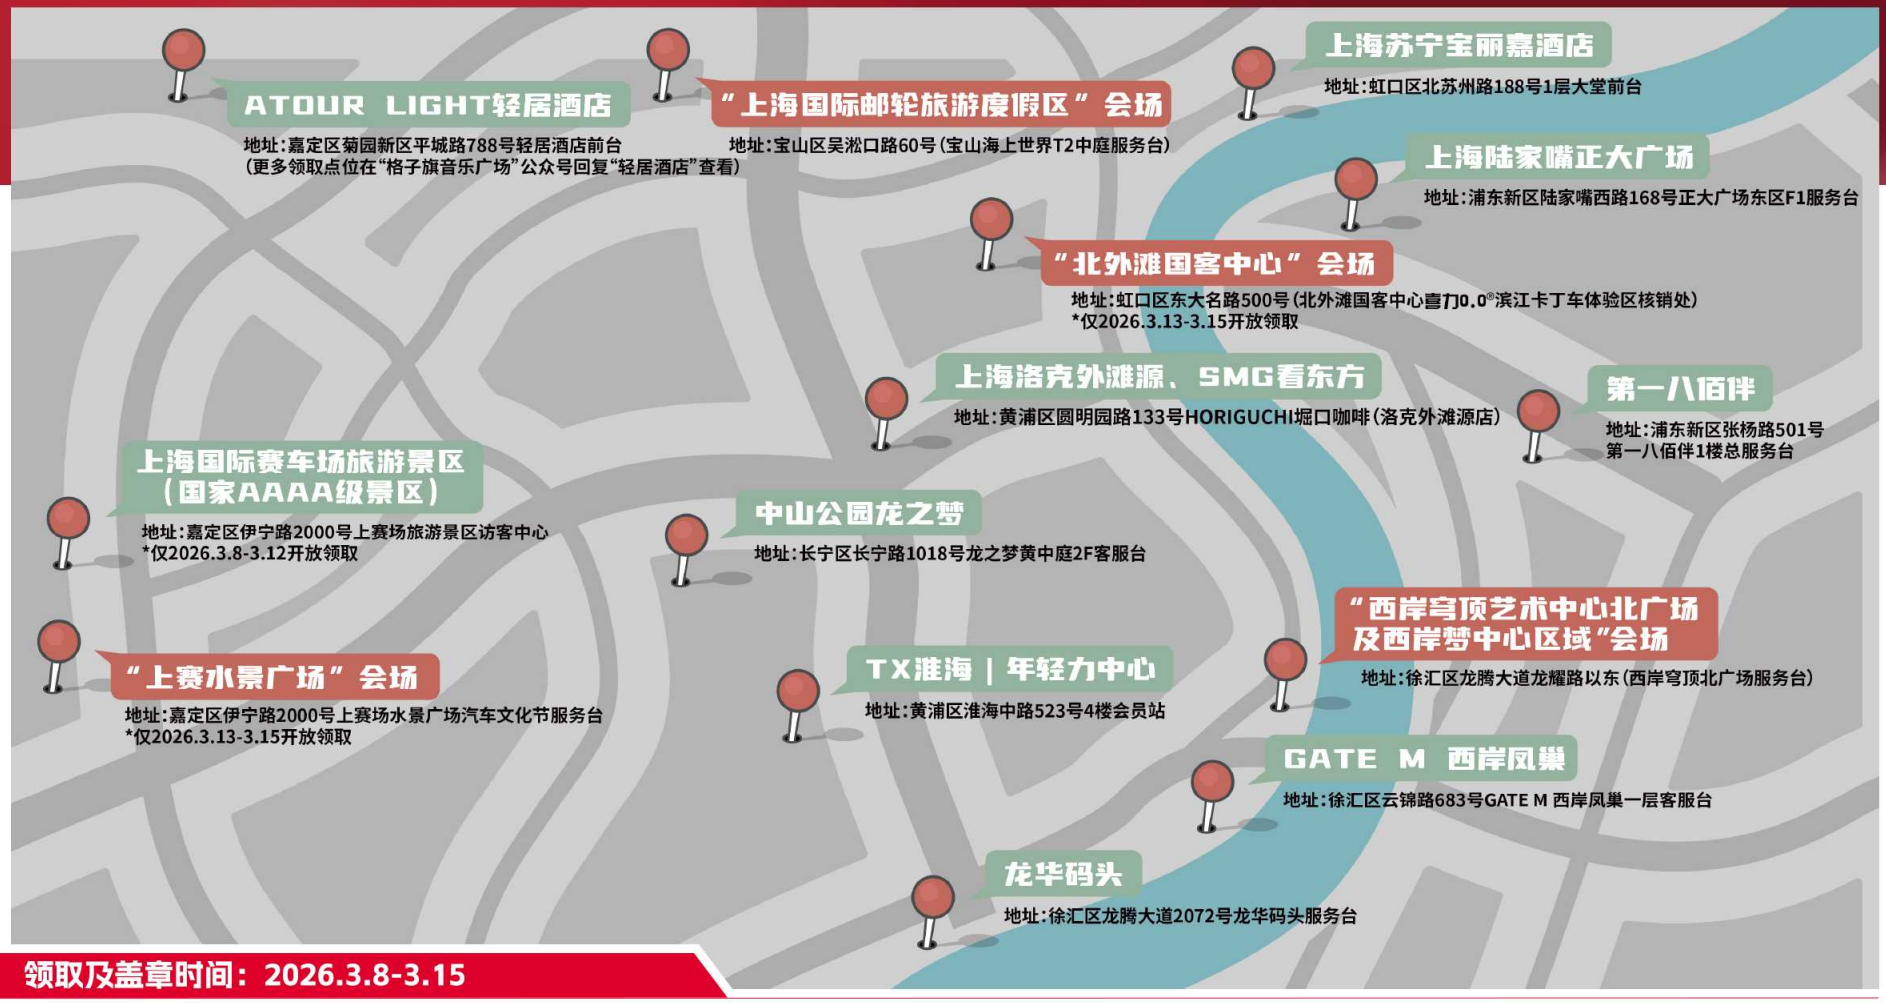 ATOUR LIGHT轻居酒店
地址:嘉定区菊园新区平城路788号轻居酒店前台
(更多领取点位在“格子旗音乐广场”公众号回复“轻居酒店”查看)
“上海国际邮轮旅游度假区”会场
地址:宝山区吴淞口路60号(宝山海上世界T2中庭服务台)
上海苏宁宝丽嘉酒店
地址:虹口区北苏州路188号1层大堂前台
上海陆家嘴正大广场
地址:浦东新区陆家嘴西路168号正大广场东区F1服务台
“北外滩国客中心”会场
地址:虹口区东大名路500号(北外滩国客中心喜力0.0®滨江卡丁车体验区核销处)
*仅2026.3.13-3.15开放领取
上海洛克外滩源、SMG看东方
地址:黄浦区圆明园路133号HORIGUCHI堀口咖啡(洛克外滩源店)
第一八佰伴
地址:浦东新区张杨路501号
第一八佰伴1楼总服务台
上海国际赛车场旅游景区
(国家AAAA级景区)
地址:嘉定区伊宁路2000号上赛场旅游景区访客中心
*仅2026.3.8-3.12开放领取
中山公园龙之梦
地址:长宁区长宁路1018号龙之梦黄中庭2F客服台
“上赛水景广场”会场
地址:嘉定区伊宁路2000号上赛场水景广场汽车文化节服务台
*仅2026.3.13-3.15开放领取
TX淮海 | 年轻力中心
地址:黄浦区淮海中路523号4楼会员站
“西岸穹顶艺术中心北广场
及西岸梦中心区域”会场
地址:徐汇区龙腾大道龙耀路以东(西岸穹顶北广场服务台)
GATE M 西岸凤巢
地址:徐汇区云锦路683号GATE M 西岸凤巢一层客服台
龙华码头
地址:徐汇区龙腾大道2072号龙华码头服务台
领取及盖章时间: 2026.3.8-3.15